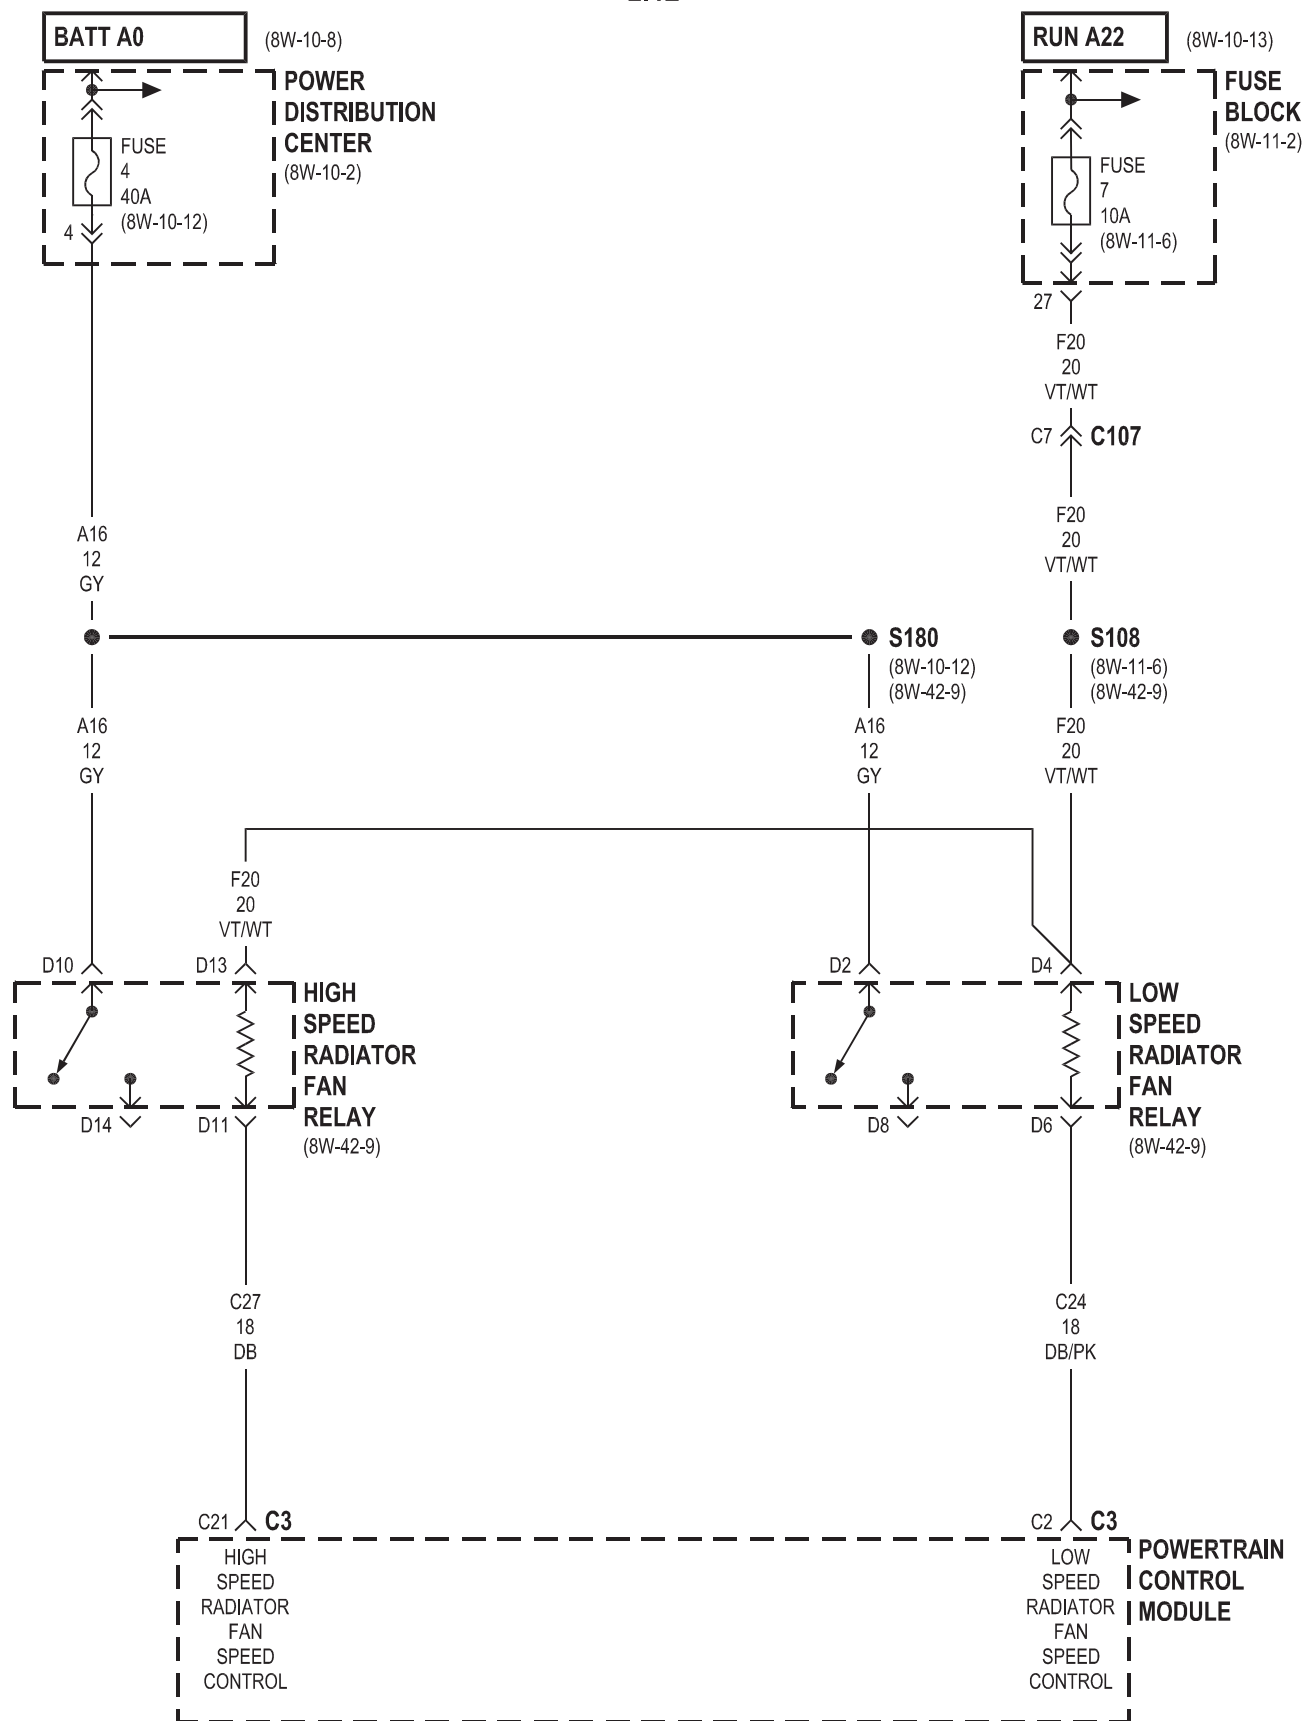 BATT A0
(8W-10-8)
RUN A22
(8W-10-13)
POWER
DISTRIBUTION
CENTER
(8W-10-2)
FUSE
4
40A
(8W-10-12)
4
FUSE
BLOCK
(8W-11-2)
FUSE
7
10A
(8W-11-6)
27
F20
20
VT/WT
C7
C107
A16
12
GY
F20
20
VT/WT
S180
(8W-10-12)
(8W-42-9)
S108
(8W-11-6)
(8W-42-9)
A16
12
GY
A16
12
GY
F20
20
VT/WT
F20
20
VT/WT
D10
D13
D2
D4
HIGH
SPEED
RADIATOR
FAN
RELAY
(8W-42-9)
LOW
SPEED
RADIATOR
FAN
RELAY
(8W-42-9)
D14
D11
D8
D6
C27
18
DB
C24
18
DB/PK
C21
C3
C2
C3
HIGH
SPEED
RADIATOR
FAN
SPEED
CONTROL
LOW
SPEED
RADIATOR
FAN
SPEED
CONTROL
POWERTRAIN
CONTROL
MODULE